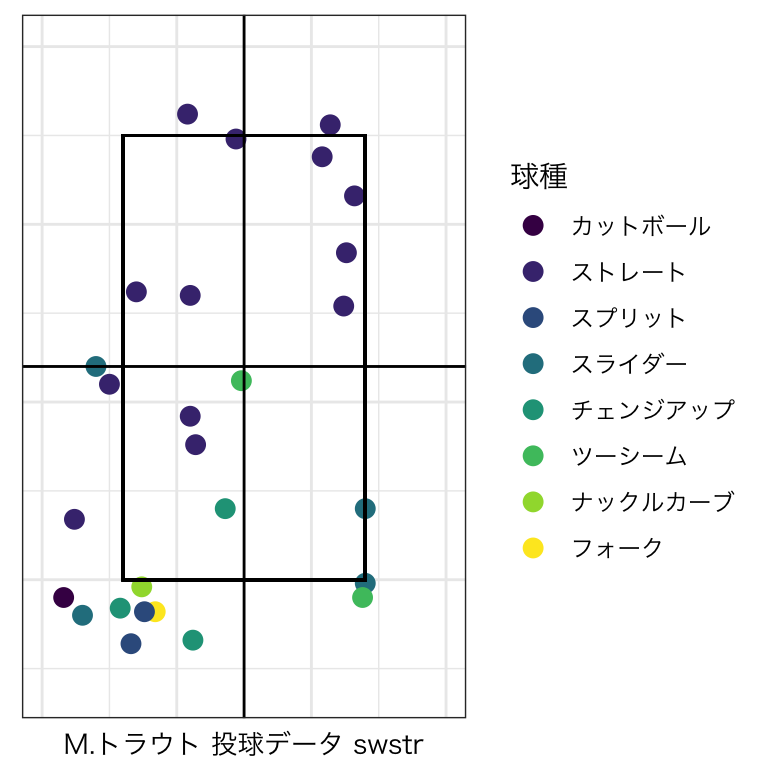 球種
カットボール
ストレート
スプリット
スライダー
チェンジアップ
ツーシーム
ナックルカーブ
フォーク
M.トラウト 投球データ swstr